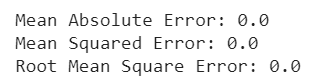 Mean Absolute Error: 0.0
Mean Squared Error: 0.0
Root Mean Square Error: 0.0